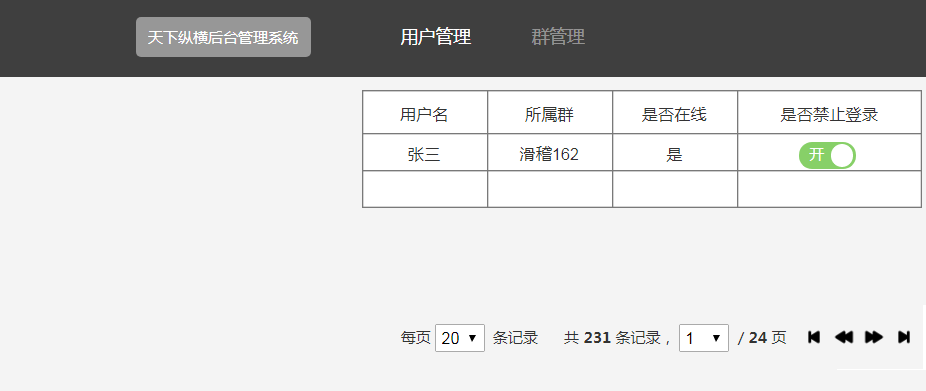 天下纵横后台管理系统 用户管理 群管理
用户名 所属群 是否在线 是否禁止登录
张三 滑稽162 是 开
每页 20 条记录 共 231 条记录， 1 / 24 页